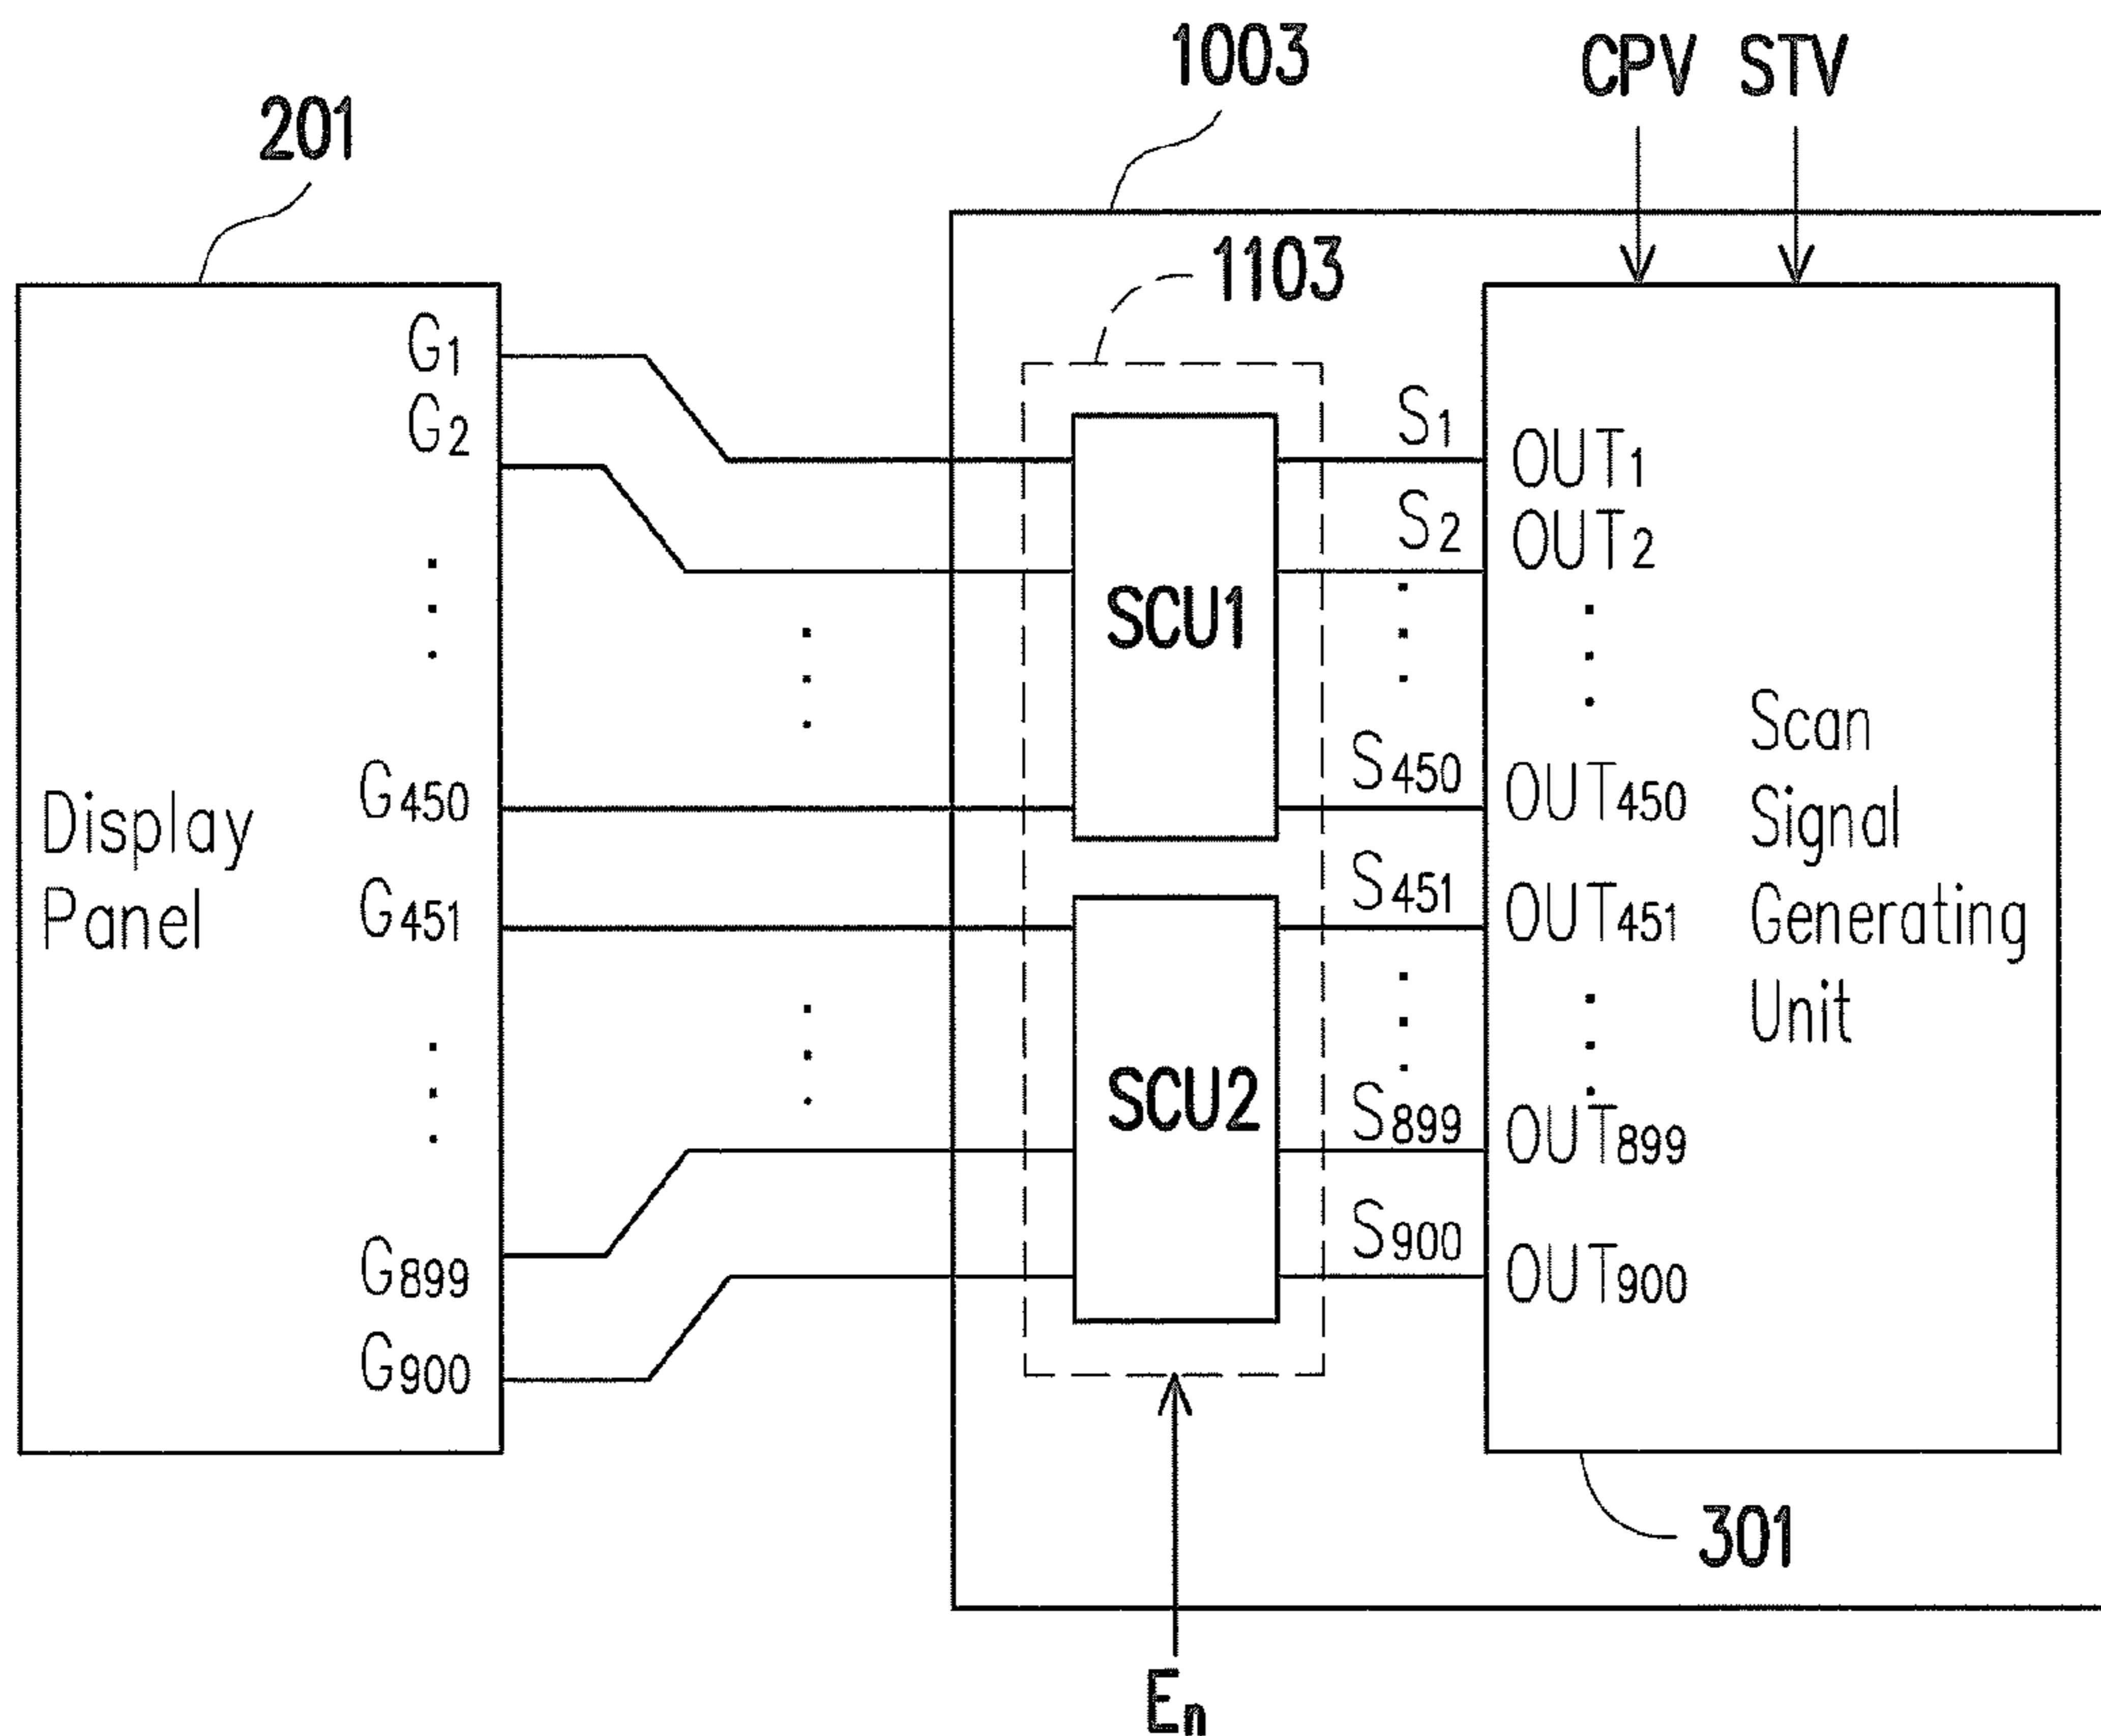 1003
CPV STV
201
1103
G1
G2
G450
G451
G899
G900
Display
Panel
SCU1
SCU2
S1
S2
S450
S451
S899
S900
OUT1
OUT2
OUT450
OUT451
OUT899
OUT900
Scan
Signal
Generating
Unit
301
En